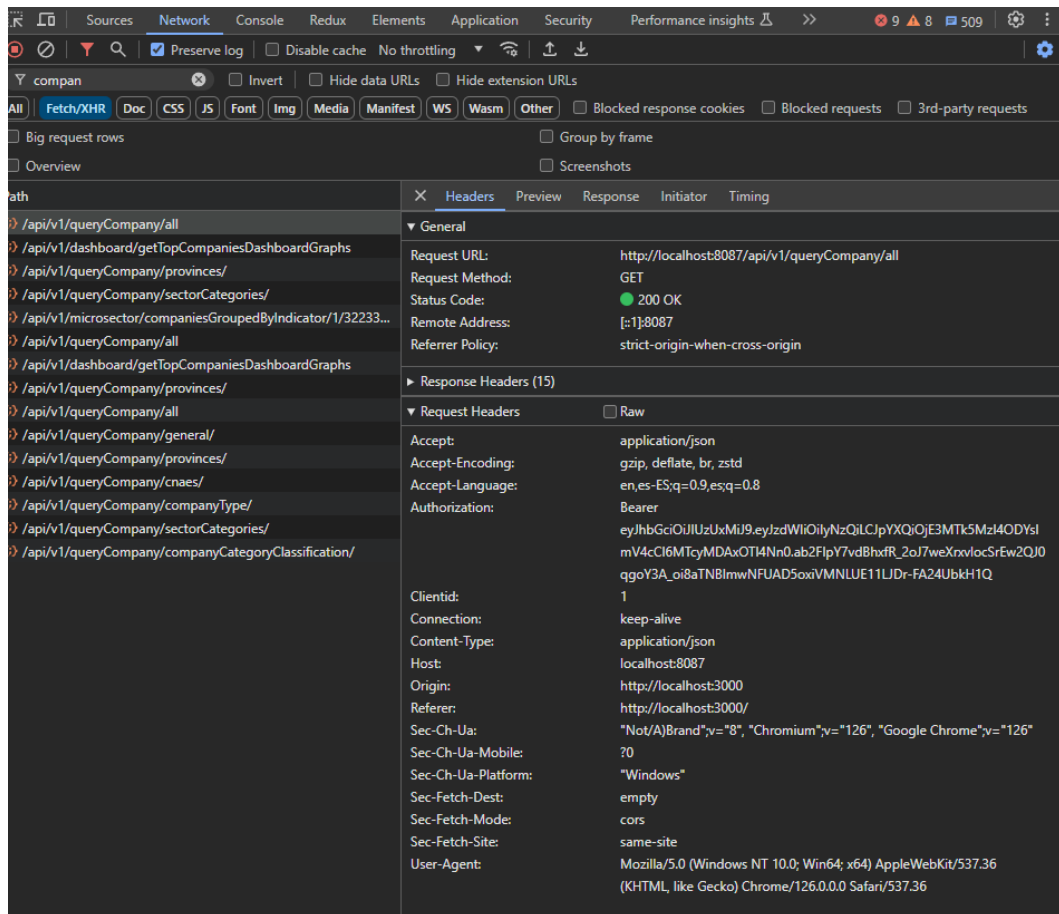 Sources Network Console Redux Elements Application Security Performance insights >> 9 8 509
Preserve log Disable cache No throttling
compan Invert Hide data URLs Hide extension URLs
All Fetch/XHR Doc CSS JS Font Img Media Manifest WS Wasm Other Blocked response cookies Blocked requests 3rd-party requests
Big request rows Group by frame
Overview Screenshots
Path
/api/v1/queryCompany/all
/api/v1/dashboard/getTopCompaniesDashboardGraphs
/api/v1/queryCompany/provinces/
/api/v1/queryCompany/sectorCategories/
/api/v1/microsector/companiesGroupedByIndicator/1/32233...
/api/v1/queryCompany/all
/api/v1/dashboard/getTopCompaniesDashboardGraphs
/api/v1/queryCompany/provinces/
/api/v1/queryCompany/all
/api/v1/queryCompany/general/
/api/v1/queryCompany/provinces/
/api/v1/queryCompany/cnaes/
/api/v1/queryCompany/companyType/
/api/v1/queryCompany/sectorCategories/
/api/v1/queryCompany/companyCategoryClassification/
Headers Preview Response Initiator Timing
General
Request URL: http://localhost:8087/api/v1/queryCompany/all
Request Method: GET
Status Code: 200 OK
Remote Address: [::1]:8087
Referrer Policy: strict-origin-when-cross-origin
Response Headers (15)
Request Headers Raw
Accept: application/json
Accept-Encoding: gzip, deflate, br, zstd
Accept-Language: en,es-ES;q=0.9,es;q=0.8
Authorization: Bearer
Clientid: 1
Connection: keep-alive
Content-Type: application/json
Host: localhost:8087
Origin: http://localhost:3000
Referer: http://localhost:3000/
Sec-Ch-Ua: "Not/A)Brand";v="8", "Chromium";v="126", "Google Chrome";v="126"
Sec-Ch-Ua-Mobile: ?0
Sec-Ch-Ua-Platform: "Windows"
Sec-Fetch-Dest: empty
Sec-Fetch-Mode: cors
Sec-Fetch-Site: same-site
User-Agent: Mozilla/5.0 (Windows NT 10.0; Win64; x64) AppleWebKit/537.36
(KHTML, like Gecko) Chrome/126.0.0.0 Safari/537.36